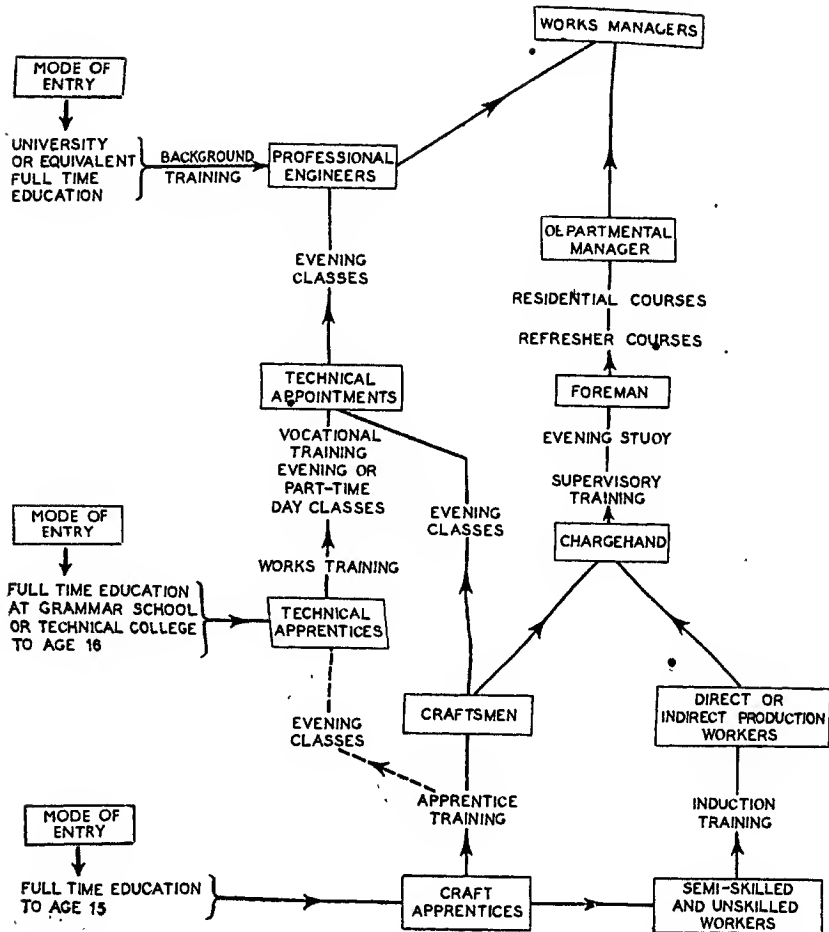 WORKS MANAGERS
MODE OF
ENTRY
UNIVERSITY
OR EQUIVALENT
FULL TIME
EDUCATION
BACKGROUND
TRAINING
PROFESSIONAL
ENGINEERS
DEPARTMENTAL
MANAGER
EVENING
CLASSES
RESIDENTIAL COURSES
REFRESHER COURSES
TECHNICAL
APPOINTMENTS
FOREMAN
VOCATIONAL
TRAINING
EVENING OR
PART-TIME
DAY CLASSES
EVENING STUDY
SUPERVISORY
TRAINING
EVENING
CLASSES
CHARGEHAND
MODE OF
ENTRY
WORKS TRAINING
FULL TIME EDUCATION
AT GRAMMAR SCHOOL
OR TECHNICAL COLLEGE
TO AGE 16
TECHNICAL
APPRENTICES
CRAFTSMEN
DIRECT OR
INDIRECT PRODUCTION
WORKERS
EVENING
CLASSES
APPRENTICE
TRAINING
INDUCTION
TRAINING
MODE OF
ENTRY
FULL TIME EDUCATION
TO AGE 15
CRAFT
APPRENTICES
SEMI-SKILLED
AND UNSKILLED
WORKERS